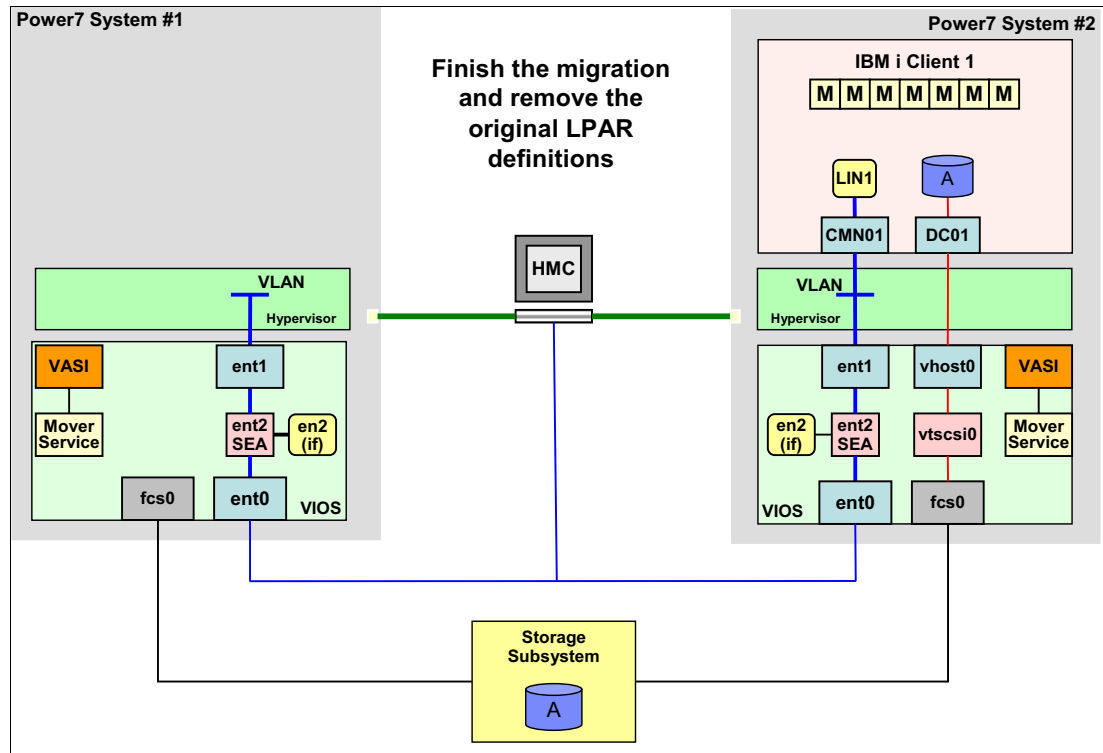 Power7 System #1
Power7 System #2
Finish the migration
and remove the
original LPAR
definitions
IBM i Client 1
M M M M M M M
LIN1
A
CMN01
DC01
HMC
VLAN
Hypervisor
VLAN
Hypervisor
VASI
ent1
Mover
Service
ent2
SEA
en2
(if)
fcs0
ent0
VIOS
ent1
vhost0
VASI
en2
(if)
ent2
SEA
vtscsi0
Mover
Service
VIOS
ent0
fcs0
Storage
Subsystem
A